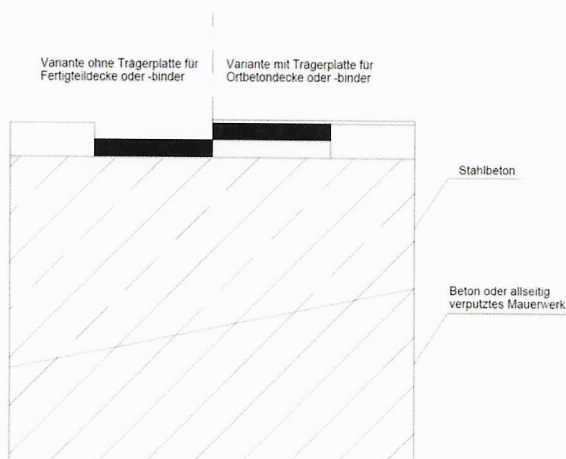 Variante ohne Trägerplatte für
Fertigteildecke oder -binder
Variante mit Trägerplatte für
Ortbetondecke oder -binder
Stahlbeton
Beton oder allseitig
verputztes Mauerwerk